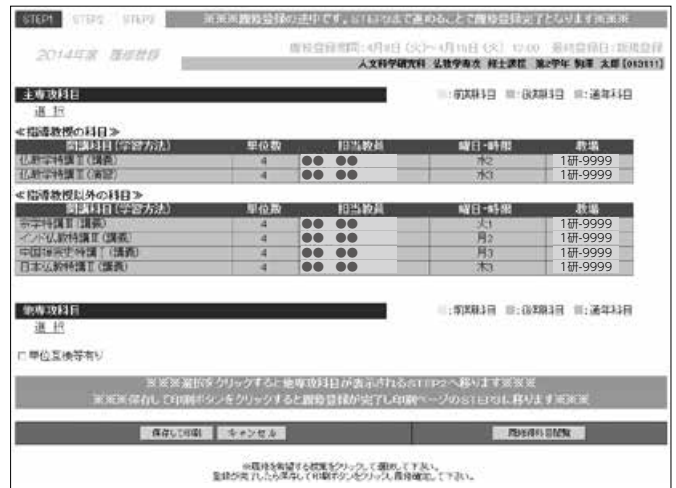 STEP1 STEP2 STEP3 ※※※履修登録の途中です。STEP3まで進めることで履修登録完了となります※※※
2014年度 履修登録 履修登録期間:4月8日(火)~4月15日(火) 12:00 最終登録日:新規登録
人文科学研究科 仏教学専攻 修士課程 第2学年 駒澤 太郎 [013111]
主専攻科目 :前期科目 :後期科目 :通年科目
選 択
≪指導教授の科目≫
開講科目(学習方法) 単位数 担当教員 曜日・時限 教場
仏教学特講Ⅱ(講義) 4 ●● ●● 水2 1研-9999
仏教学特講Ⅱ(演習) 4 ●● ●● 水3 1研-9999
≪指導教授以外の科目≫
開講科目(学習方法) 単位数 担当教員 曜日・時限 教場
宗学特講Ⅱ(講義) 4 ●● ●● 火1 1研-9999
インド仏教特講Ⅱ(講義) 4 ●● ●● 月2 1研-9999
中国禅宗史特講Ⅰ(講義) 4 ●● ●● 月3 1研-9999
日本仏教特講Ⅱ(講義) 4 ●● ●● 木3 1研-9999
他専攻科目 :前期科目 :後期科目 :通年科目
選 択
□単位互換等有り
※※※選択をクリックすると他専攻科目が表示されるSTEP2へ移ります※※※
※※※保存して印刷ボタンをクリックすると履修登録が完了し印刷ページのSTEP3に移ります※※※
保存して印刷 キャンセル 既修得科目閲覧
※履修を希望する授業をクリックして選択して下さい。
登録が完了したら保存して印刷ボタンをクリックし履修確定して下さい。